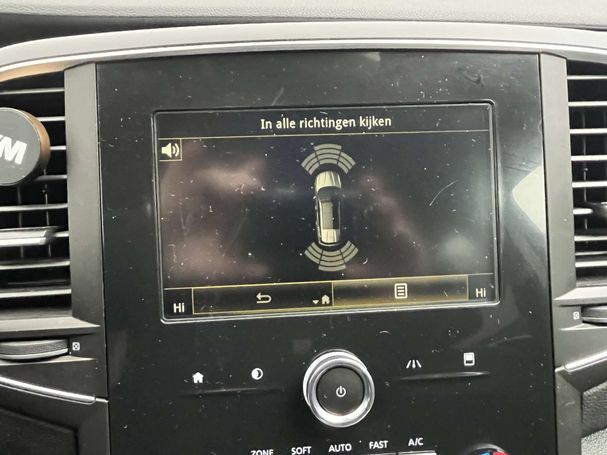 In alle richtingen kijken
Hi
Hi
ZONE SOFT AUTO FAST A/C